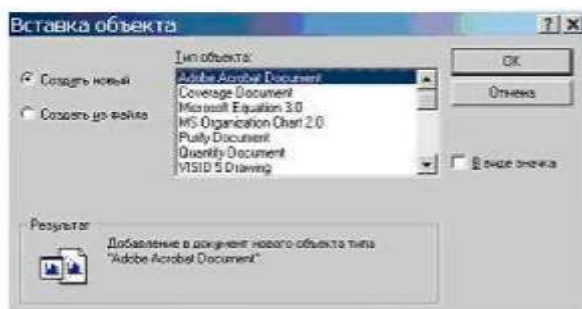 Вставка объекта
Тип объекта:
Создать новый
Создать из файла
Adobe Acrobat Document
Coverage Document
Microsoft Equation 3.0
MS Organization Chart 2.0
Purify Document
Quantify Document
VISIO 5 Drawing
OK
Отмена
В виде значка
Результат
Добавление в документ нового объекта типа
"Adobe Acrobat Document".